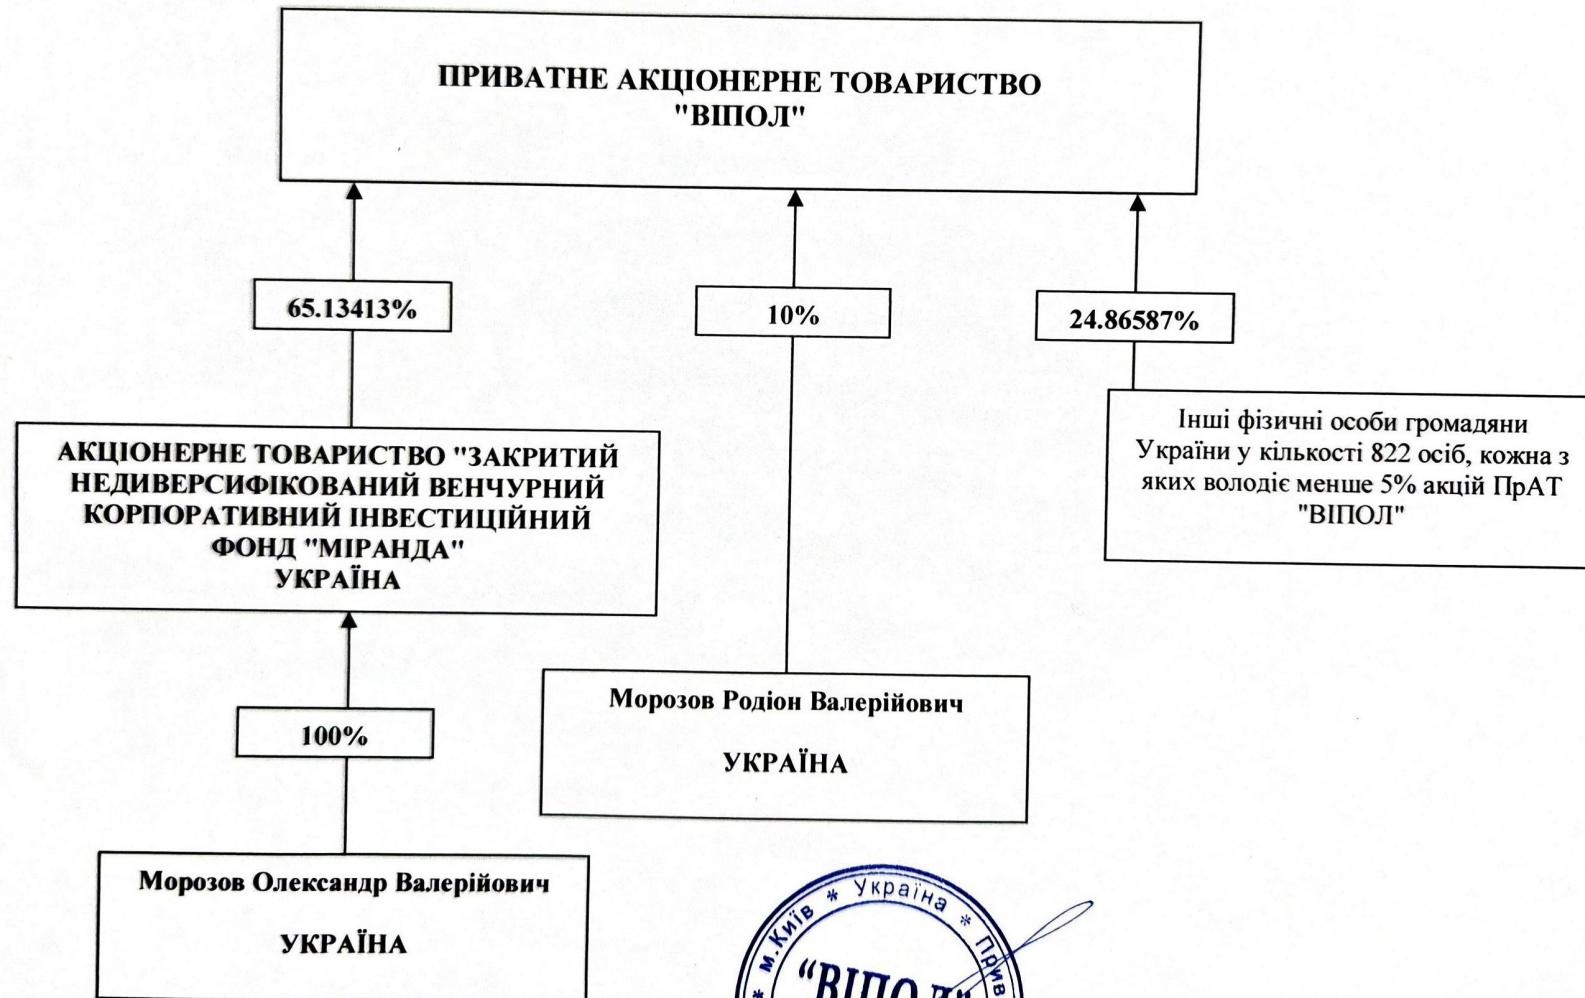 ПРИВАТНЕ АКЦІОНЕРНЕ ТОВАРИСТВО
"ВІПОЛ"
65.13413%
10%
24.86587%
АКЦІОНЕРНЕ ТОВАРИСТВО "ЗАКРИТИЙ
НЕДИВЕРСИФІКОВАНИЙ ВЕНЧУРНИЙ
КОРПОРАТИВНИЙ ІНВЕСТИЦІЙНИЙ
ФОНД "МІРАНДА"
УКРАЇНА
Інші фізичні особи громадяни
України у кількості 822 осіб, кожна з
яких володіє менше 5% акцій ПрАТ
"ВІПОЛ"
100%
Морозов Родіон Валерійович
УКРАЇНА
Морозов Олександр Валерійович
УКРАЇНА
* м.Київ * Україна *
"ВІПОЛ"